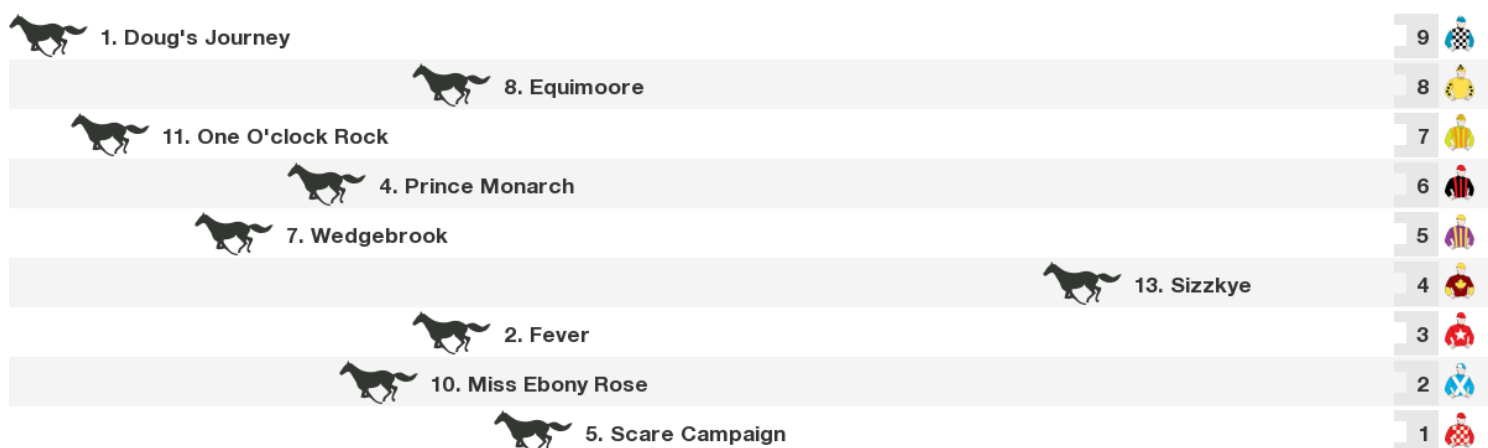 1. Doug's Journey 9
8. Equimoore 8
11. One O'clock Rock 7
4. Prince Monarch 6
7. Wedgebrook 5
13. Sizzkye 4
2. Fever 3
10. Miss Ebony Rose 2
5. Scare Campaign 1